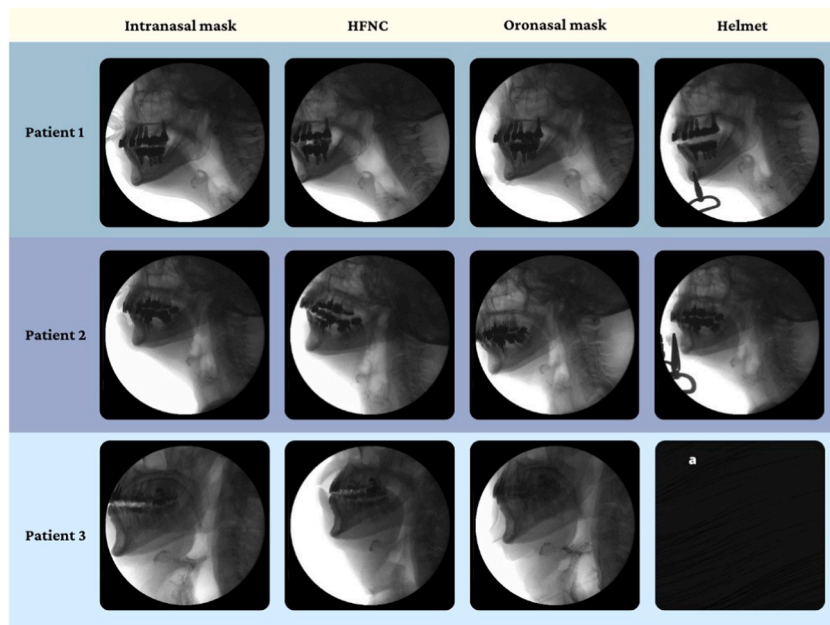 Intranasal mask HFNC Oronasal mask Helmet
Patient 1
Patient 2
Patient 3
a